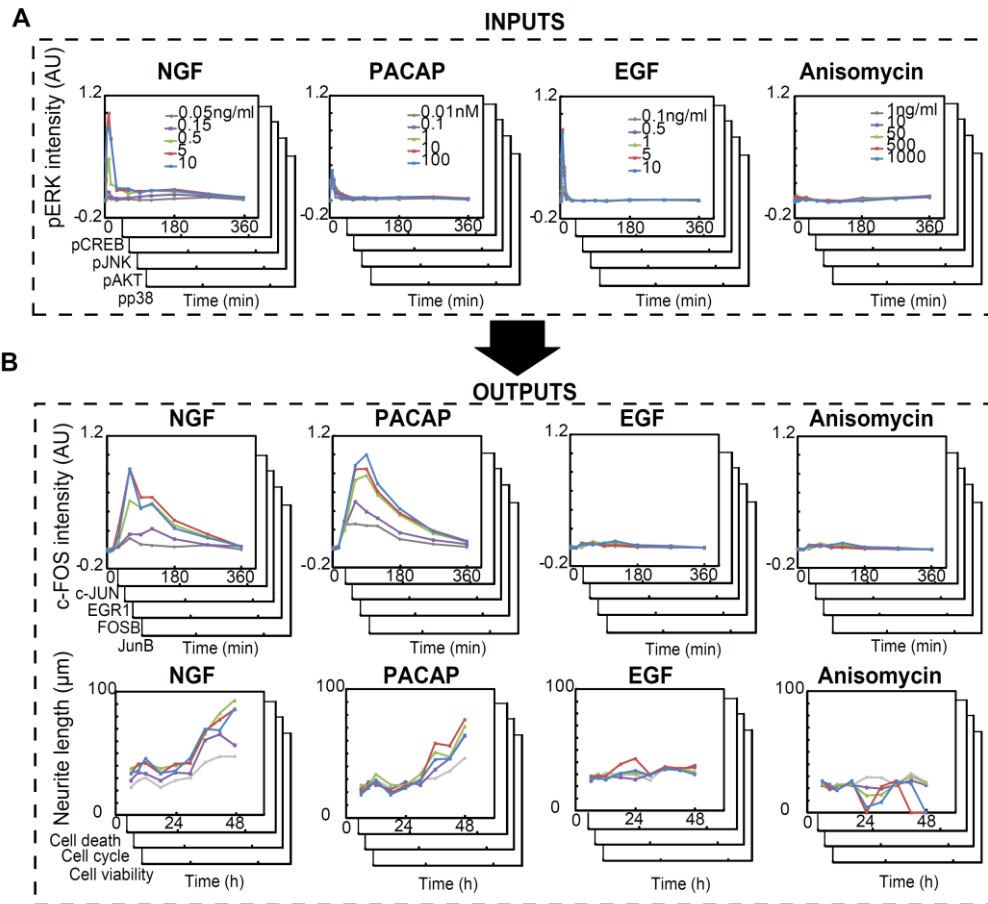 A
INPUTS
NGF
PACAP
EGF
Anisomycin
pERK intensity (AU)
1.2
-0.2
0.05ng/ml
0.15
2.5
5
10
0 180 360
1.2
-0.2
0.01nM
0.1
1
10
100
0 180 360
1.2
-0.2
0.1ng/ml
0.5
1
5
10
0 180 360
1.2
-0.2
1ng/ml
10
50
500
1000
0 180 360
pCREB
pJNK
pAKT
pp38
Time (min)
Time (min)
Time (min)
Time (min)
B
OUTPUTS
NGF
PACAP
EGF
Anisomycin
c-FOS intensity (AU)
1.2
-0.2
0 180 360
1.2
-0.2
0 180 360
1.2
-0.2
0 180 360
1.2
-0.2
0 180 360
c-JUN
EGR1
FOSB
JunB
Time (min)
Time (min)
Time (min)
Time (min)
NGF
PACAP
EGF
Anisomycin
Neurite length (μm)
100
0
0 24 48
100
0
0 24 48
100
0
0 24 48
100
0
0 24 48
Cell death
Cell cycle
Cell viability
Time (h)
Time (h)
Time (h)
Time (h)